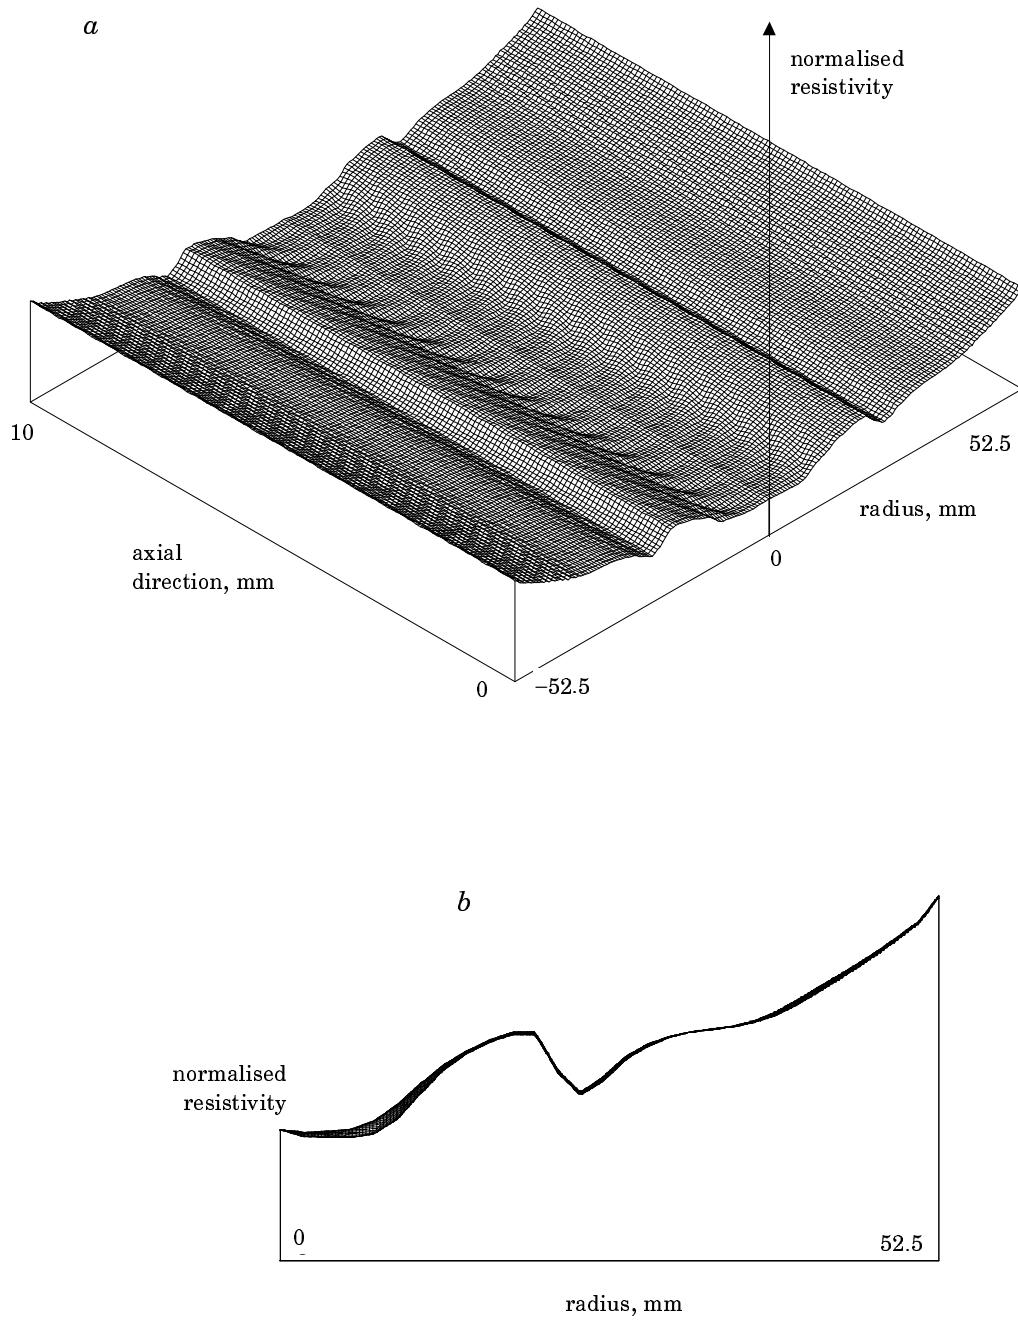 a
normalised
resistivity
10
52.5
radius, mm
axial
direction, mm
0
0
–52.5
b
normalised
resistivity
0
52.5
radius, mm